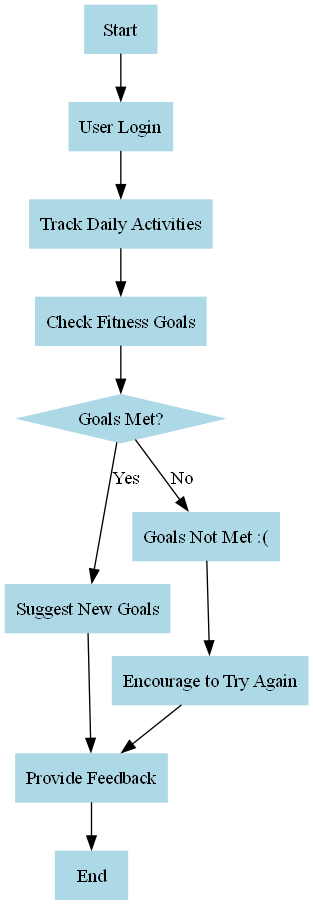 Start
User Login
Track Daily Activities
Check Fitness Goals
Goals Met?
Yes
No
Goals Not Met :(
Suggest New Goals
Encourage to Try Again
Provide Feedback
End